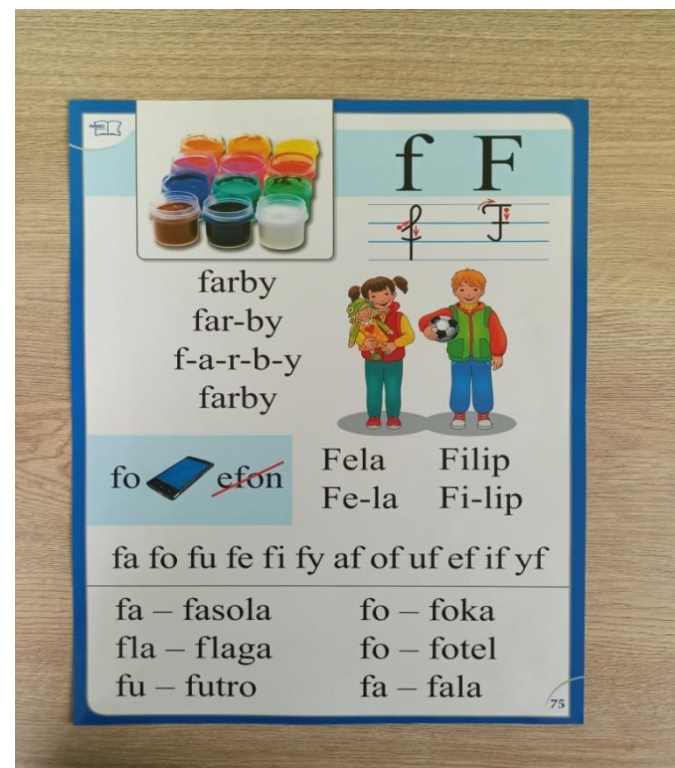 f F
f F
farby
far-by
f-a-r-b-y
farby
fo efon
Fela Filip
Fe-la Fi-lip
fa fo fu fe fi fy af of uf ef if yf
fa – fasola
fla – flaga
fu – futro
fo – foka
fo – fotel
fa – fala
75